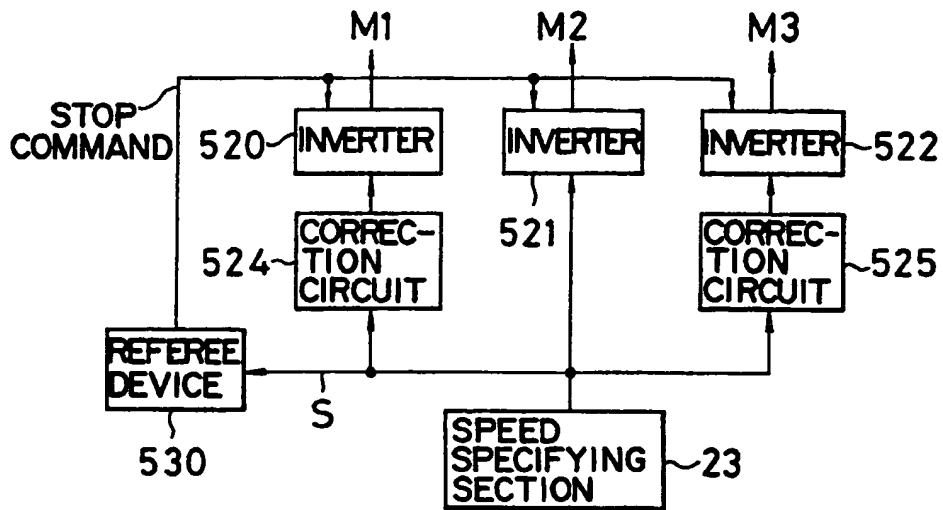 M1
M2
M3
STOP
COMMAND
520
INVERTER
INVERTER
INVERTER
522
521
CORREC-
TION
CIRCUIT
524
CORREC-
TION
CIRCUIT
525
REFEREE
DEVICE
S
530
SPEED
SPECIFYING
SECTION
23